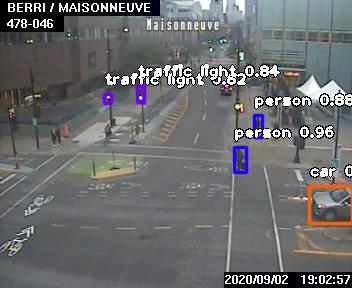 BERRI / MAISONNEUVE
478-046
Maisonneuve
traffic light 0.84
traffic light 0.82
person 0.88
person 0.96
car 0
2020/09/02 19:02:57